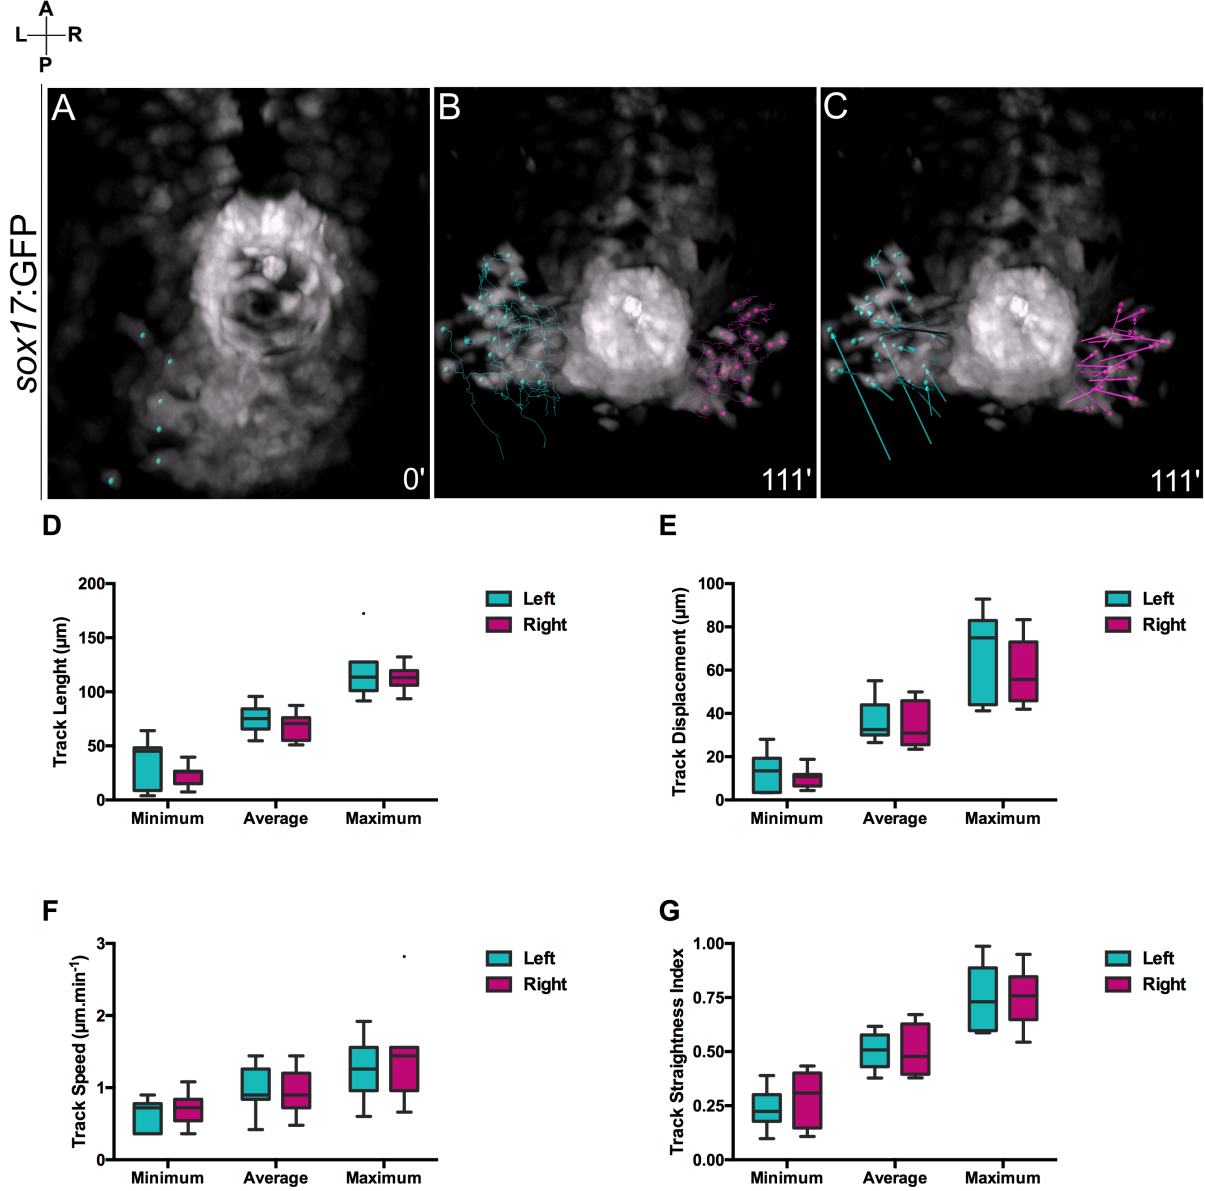 A
L R
P
sox17:GFP
A
0'
B
111'
C
111'
D
Track Lenght (µm)
200
150
100
50
0
Minimum Average Maximum
Left
Right
E
Track Displacement (µm)
100
80
60
40
20
0
Minimum Average Maximum
Left
Right
F
Track Speed (µm.min-1)
3
2
1
0
Minimum Average Maximum
Left
Right
G
Track Straightness Index
1.00
0.75
0.50
0.25
0.00
Minimum Average Maximum
Left
Right